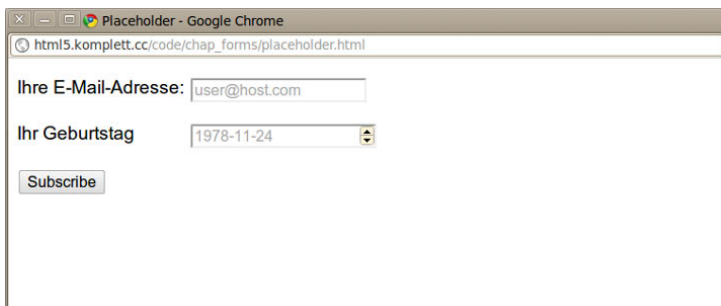 Placeholder - Google Chrome
html5.komplett.cc/code/chap_forms/placeholder.html
Ihre E-Mail-Adresse: user@host.com
Ihr Geburtstag 1978-11-24
Subscribe